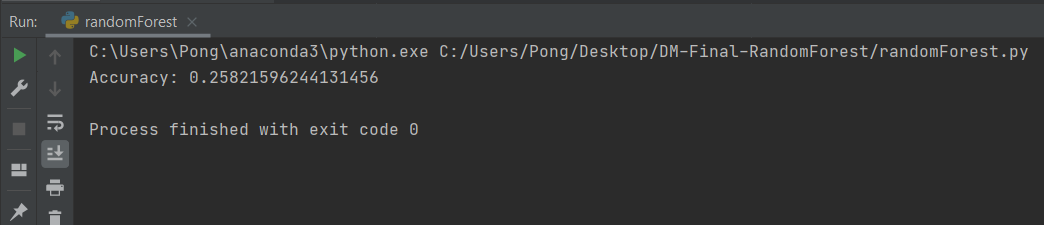 Run: randomForest
C:\Users\Pong\anaconda3\python.exe C:/Users/Pong/Desktop/DM-Final-RandomForest/randomForest.py
Accuracy: 0.25821596244131456
Process finished with exit code 0